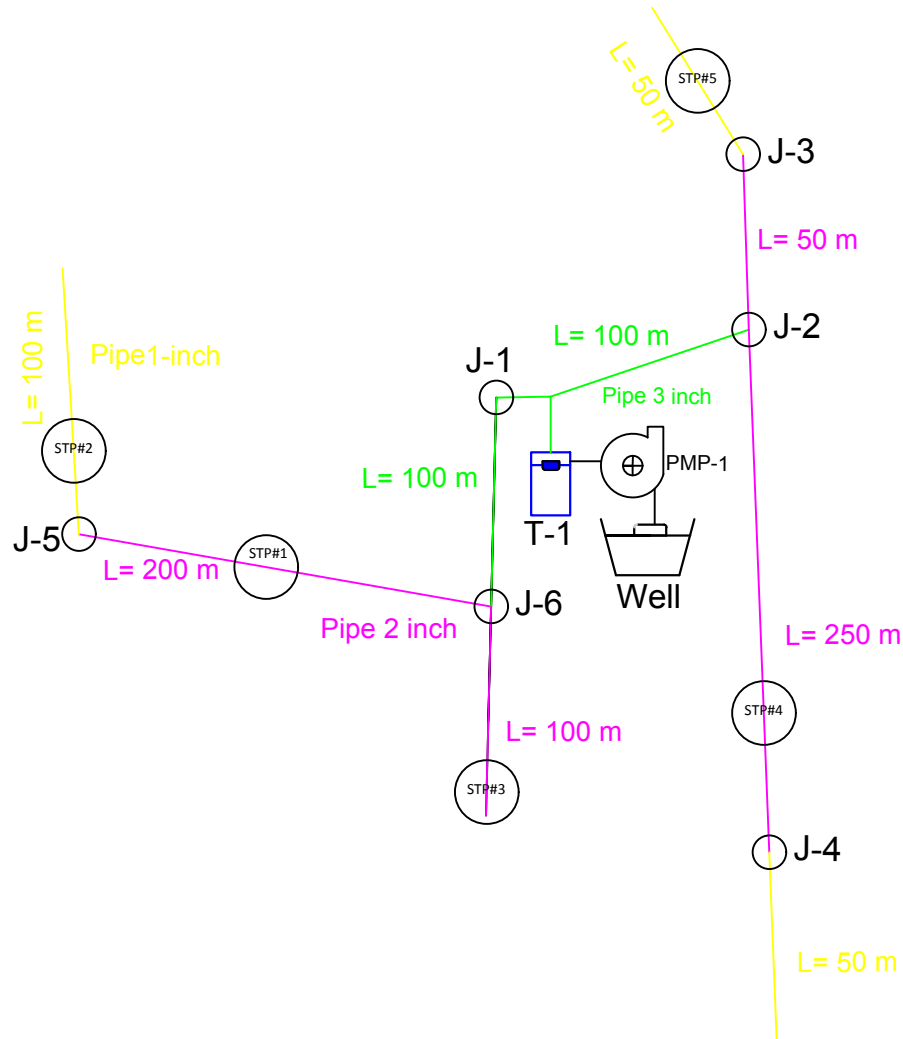 STP#5
L= 50 m
J-3
L= 50 m
J-2
L= 100 m
L= 100 m
Pipe1-inch
J-1
Pipe 3 inch
STP#2
PMP-1
L= 100 m
T-1
J-5
STP#1
L= 200 m
Well
J-6
Pipe 2 inch
L= 250 m
STP#4
L= 100 m
STP#3
J-4
L= 50 m